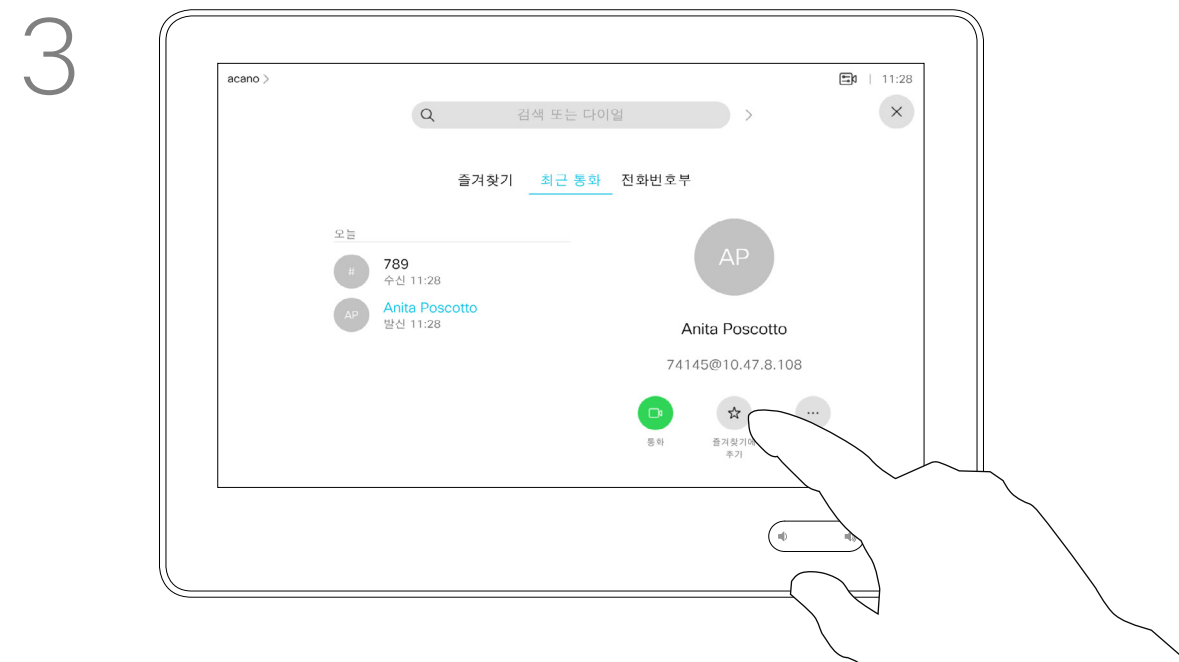 3
acano >
11:28
검색 또는 다이얼
즐겨찾기 최근 통화 전화번호부
오늘
#
789
수신 11:28
AP
Anita Poscotto
발신 11:28
AP
Anita Poscotto
74145@10.47.8.108
통화
즐겨찾기에
추가